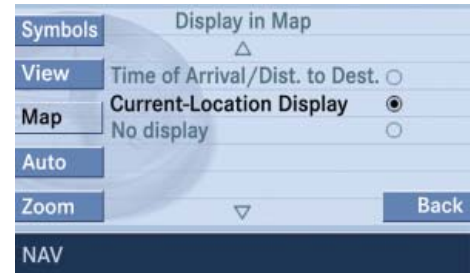 Display in Map
Symbols
View
Time of Arrival/Dist. to Dest.
Map
Current-Location Display
No display
Auto
Zoom
Back
NAV